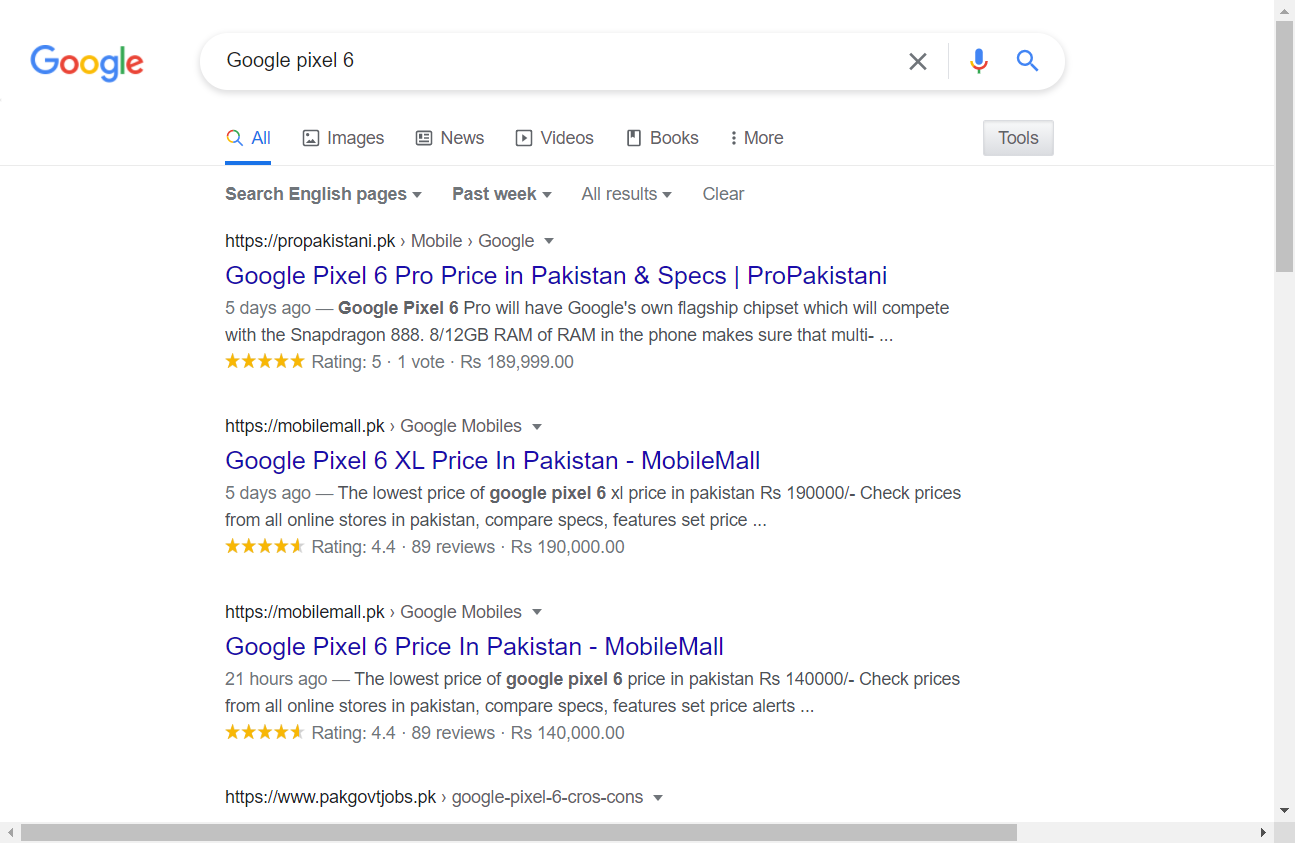 Google
Google pixel 6
All Images News Videos Books More Tools
Search English pages Past week All results Clear
https://propakistani.pk › Mobile › Google
Google Pixel 6 Pro Price in Pakistan & Specs | ProPakistani
5 days ago — Google Pixel 6 Pro will have Google's own flagship chipset which will compete
with the Snapdragon 888. 8/12GB RAM of RAM in the phone makes sure that multi- ...
Rating: 5 · 1 vote · Rs 189,999.00
https://mobilemall.pk › Google Mobiles
Google Pixel 6 XL Price In Pakistan - MobileMall
5 days ago — The lowest price of google pixel 6 xl price in pakistan Rs 190000/- Check prices
from all online stores in pakistan, compare specs, features set price ...
Rating: 4.4 · 89 reviews · Rs 190,000.00
https://mobilemall.pk › Google Mobiles
Google Pixel 6 Price In Pakistan - MobileMall
21 hours ago — The lowest price of google pixel 6 price in pakistan Rs 140000/- Check prices
from all online stores in pakistan, compare specs, features set price alerts ...
Rating: 4.4 · 89 reviews · Rs 140,000.00
https://www.pakgovtjobs.pk › google-pixel-6-cros-cons